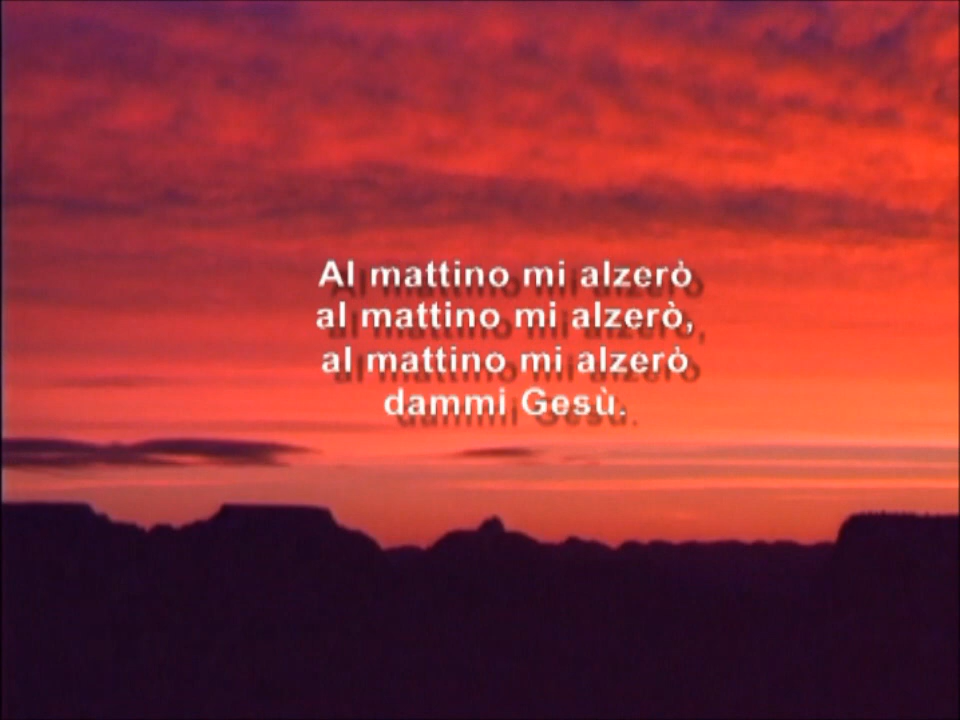 Al mattino mi alzerò
al mattino mi alzerò,
al mattino mi alzerò
dammi Gesù.